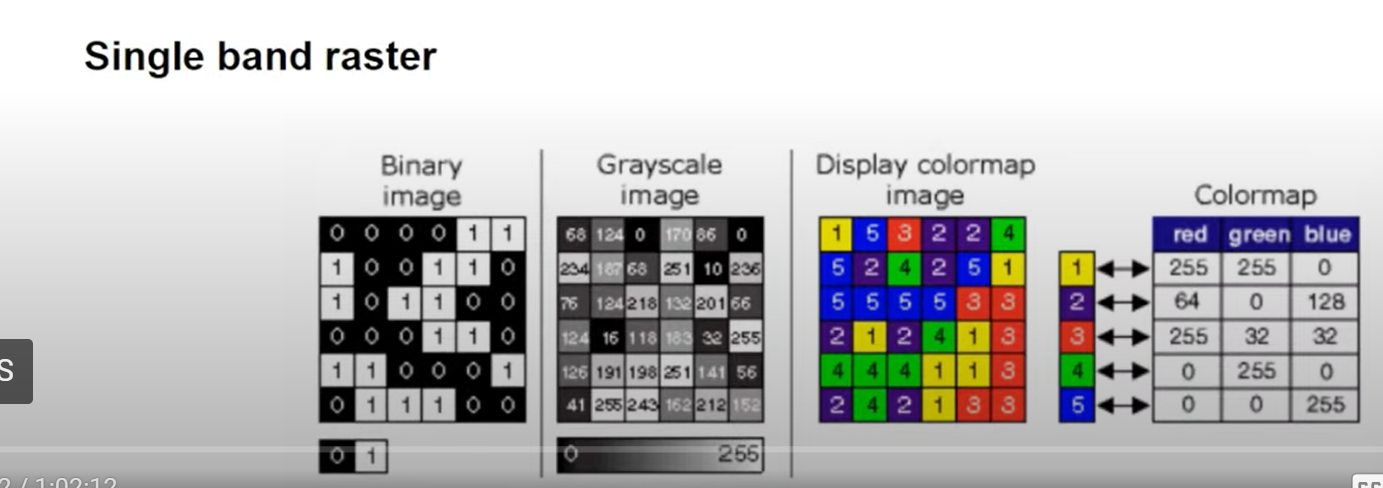 Single band raster
Binary image
0 0 0 0 1 1
1 0 0 1 1 0
1 0 1 1 0 0
0 0 0 1 1 0
1 1 0 0 0 1
0 1 1 1 0 0
0 1
Grayscale image
68 124 0 170 86 0
234 187 68 251 10 236
76 124 218 132 201 66
124 16 118 183 32 255
126 191 198 251 141 56
41 255 243 162 212 152
0 255
Display colormap image
1 5 3 2 2 4
5 2 4 2 5 1
5 5 5 5 3 3
2 1 2 4 1 3
4 4 4 1 1 3
2 4 2 1 3 3
Colormap
red green blue
1 255 255 0
2 64 0 128
3 255 32 32
4 0 255 0
5 0 0 255
S
2 / 1:02:12